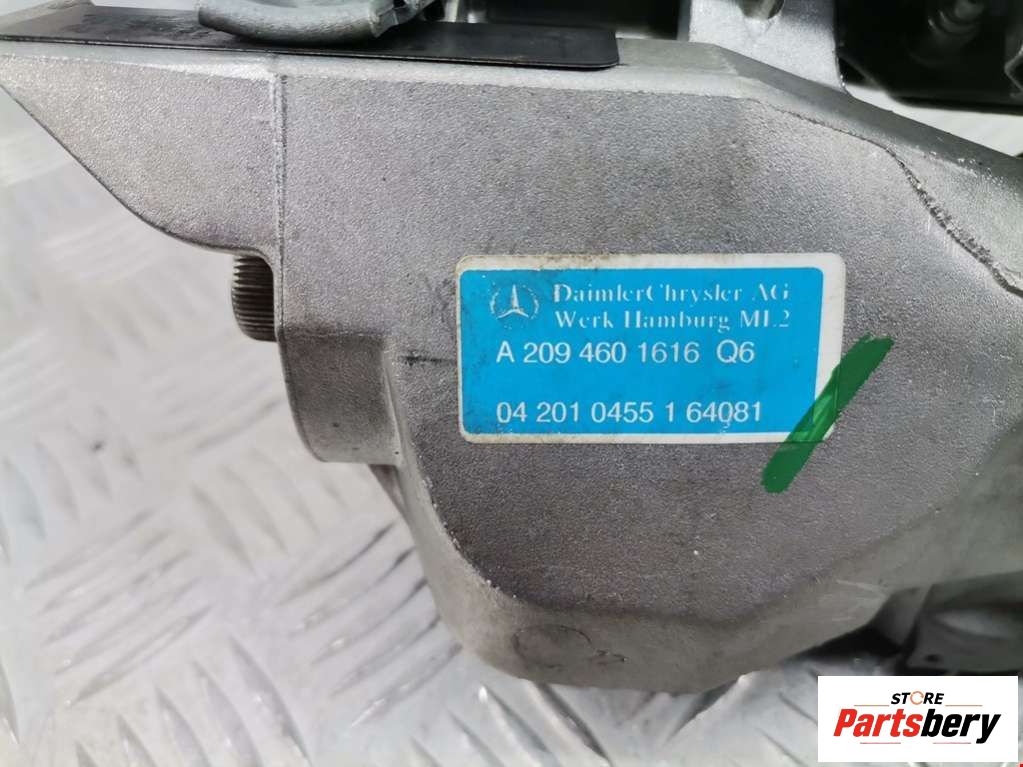 DaimlerChrysler AG
Werk Hamburg ML2
A 209 460 1616 Q6
04 201 0455 1 64081
STORE
Partsbery